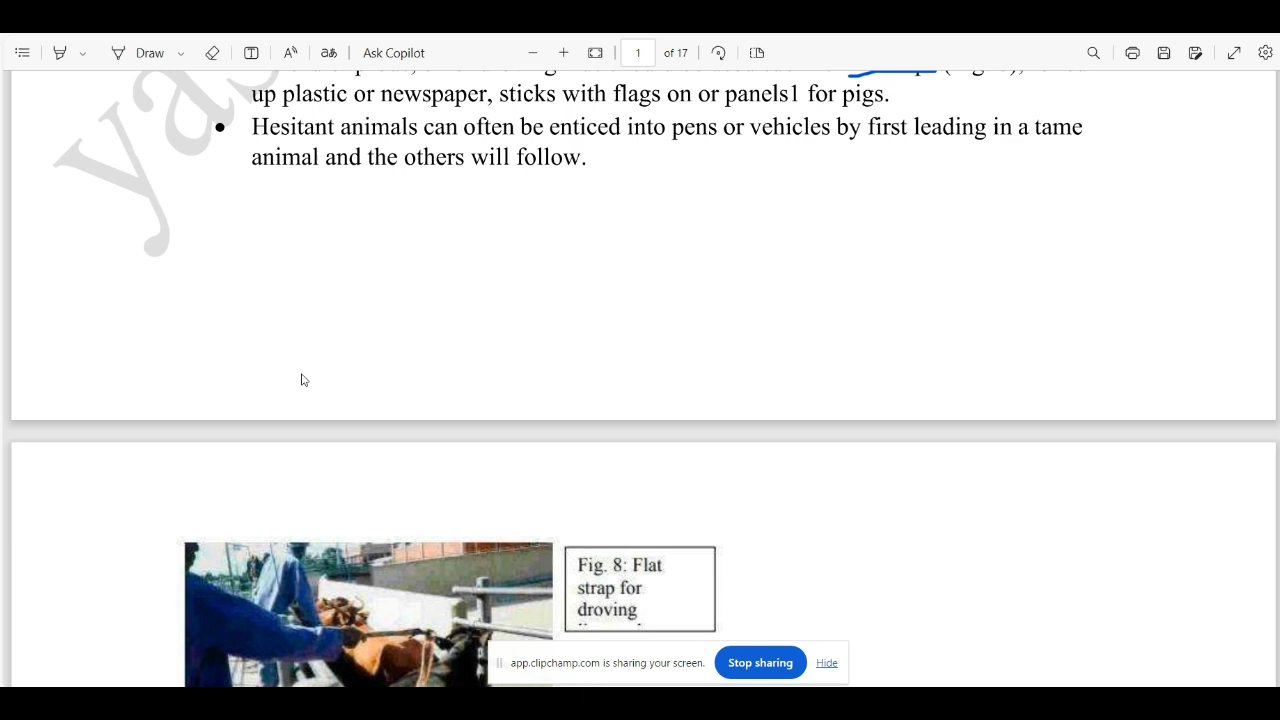 Draw
Ask Copilot
1 of 17
up plastic or newspaper, sticks with flags on or panels1 for pigs.
• Hesitant animals can often be enticed into pens or vehicles by first leading in a tame
animal and the others will follow.
Fig. 8: Flat
strap for
droving
app.clipchamp.com is sharing your screen.
Stop sharing
Hide